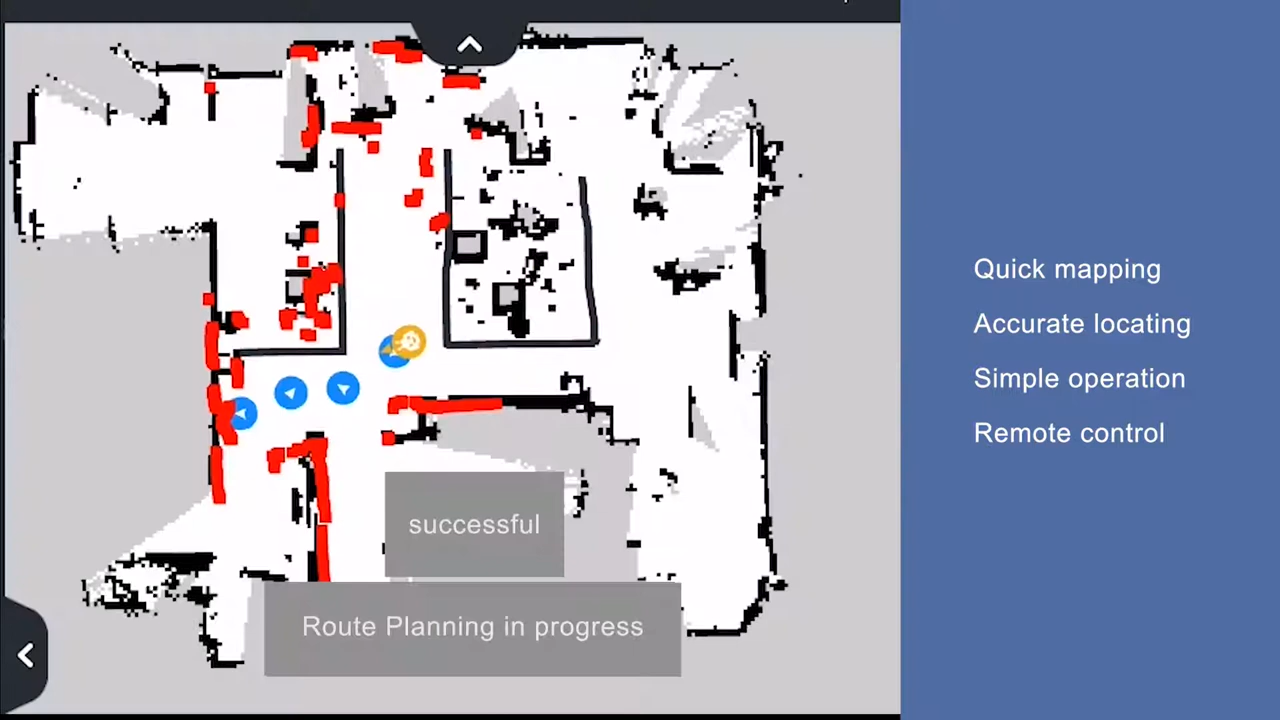 Quick mapping
Accurate locating
Simple operation
Remote control
successful
Route Planning in progress